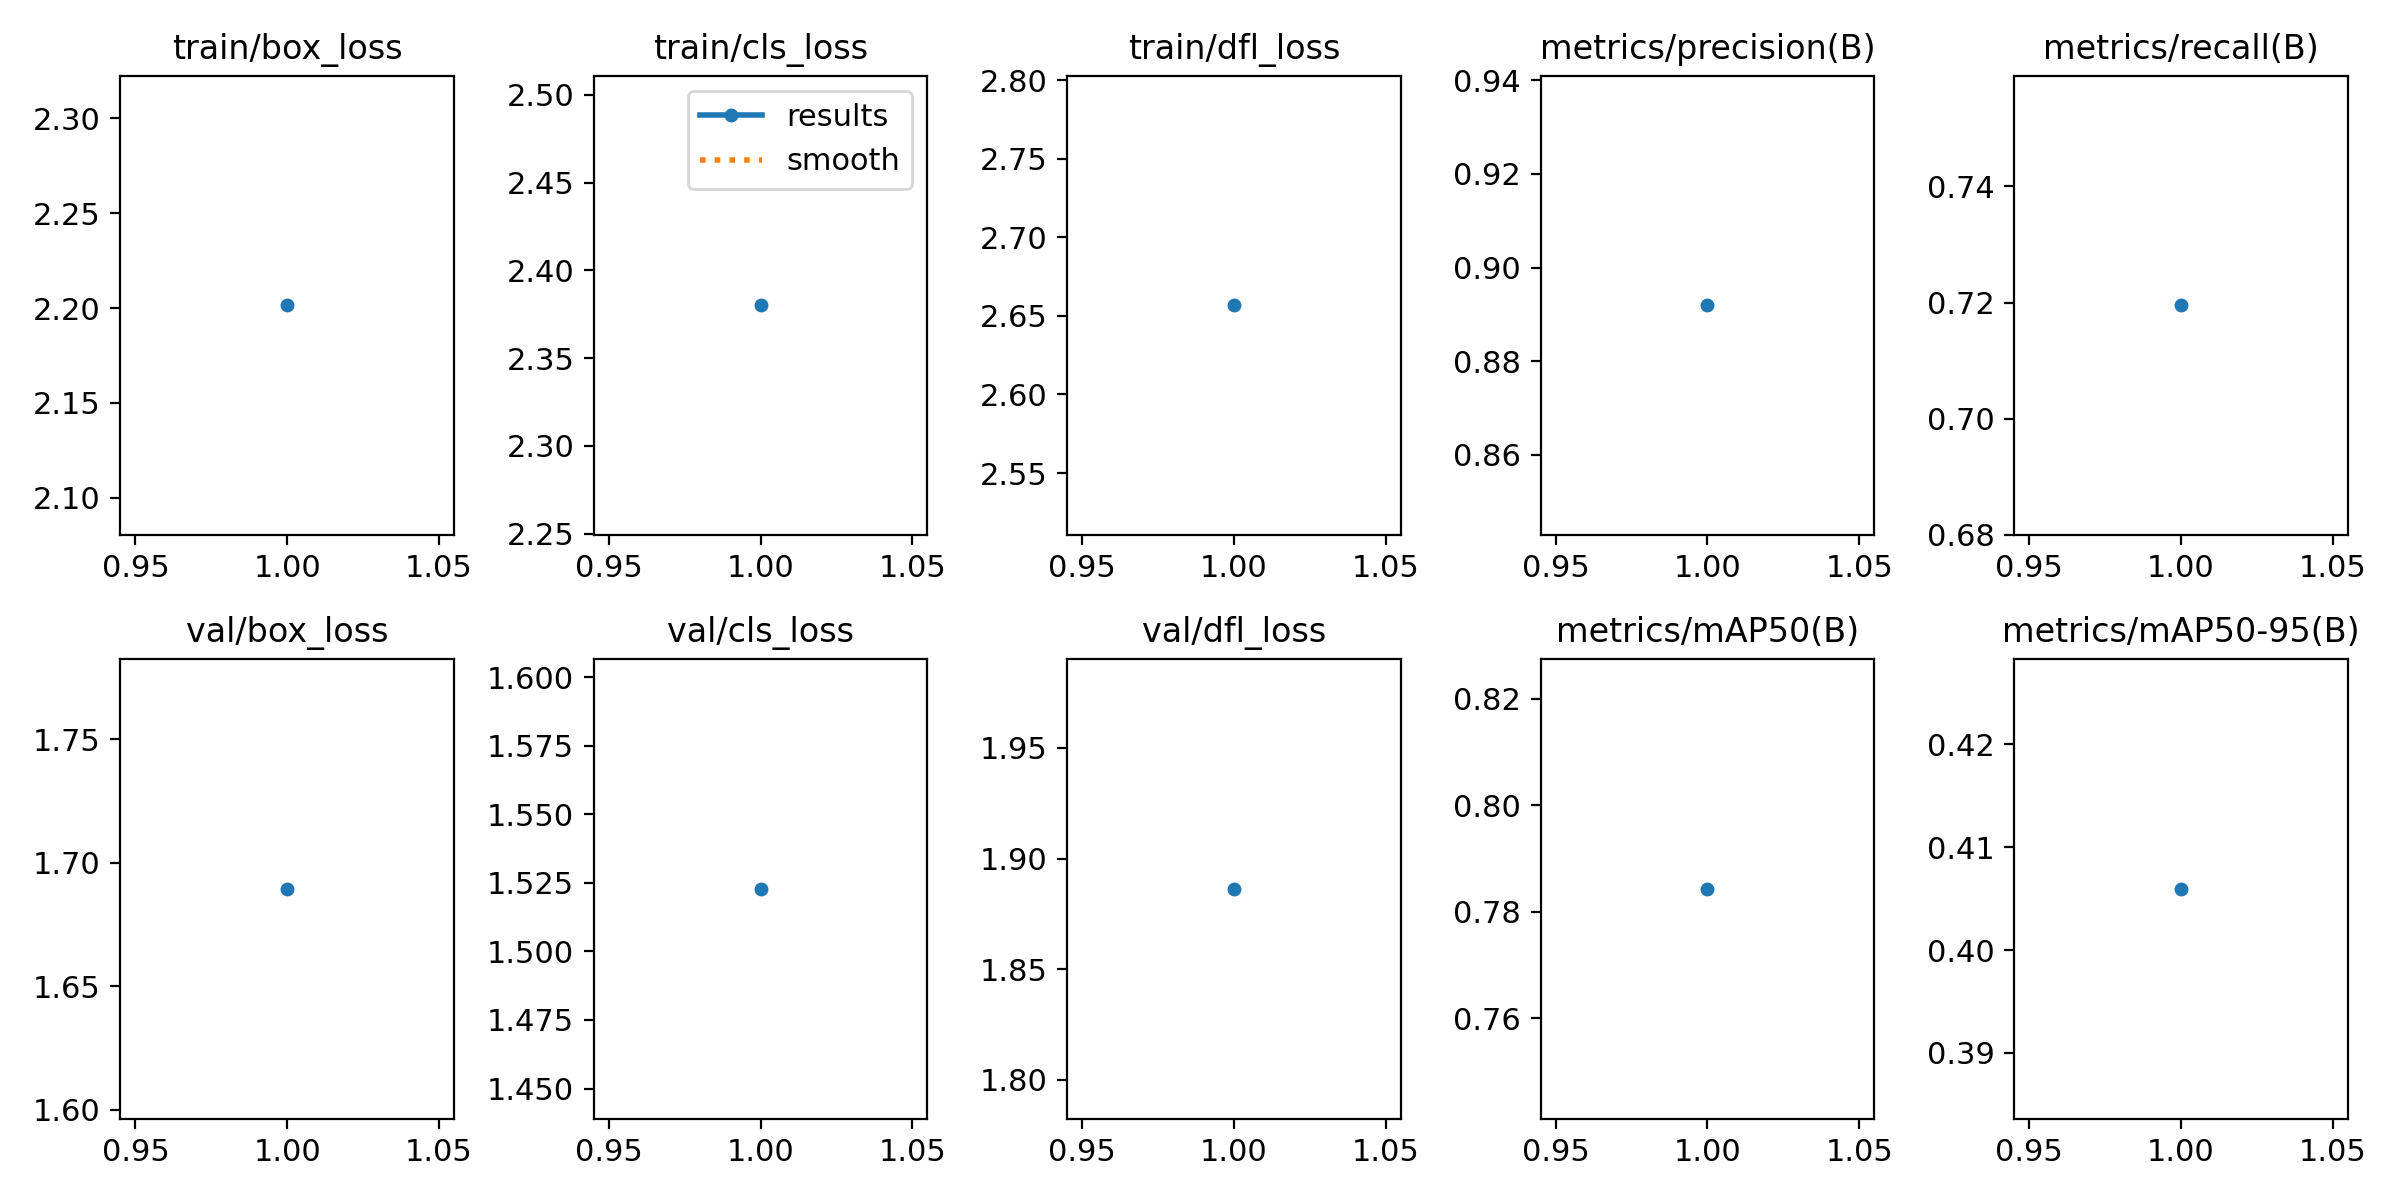 train/box_loss
2.30
2.25
2.20
2.15
2.10
0.95 1.00 1.05
train/cls_loss
results
smooth
2.50
2.45
2.40
2.35
2.30
2.25
0.95 1.00 1.05
train/dfl_loss
2.80
2.75
2.70
2.65
2.60
2.55
0.95 1.00 1.05
metrics/precision(B)
0.94
0.92
0.90
0.88
0.86
0.95 1.00 1.05
metrics/recall(B)
0.74
0.72
0.70
0.68
0.95 1.00 1.05
val/box_loss
1.75
1.70
1.65
1.60
0.95 1.00 1.05
val/cls_loss
1.600
1.575
1.550
1.525
1.500
1.475
1.450
0.95 1.00 1.05
val/dfl_loss
1.95
1.90
1.85
1.80
0.95 1.00 1.05
metrics/mAP50(B)
0.82
0.80
0.78
0.76
0.95 1.00 1.05
metrics/mAP50-95(B)
0.42
0.41
0.40
0.39
0.95 1.00 1.05